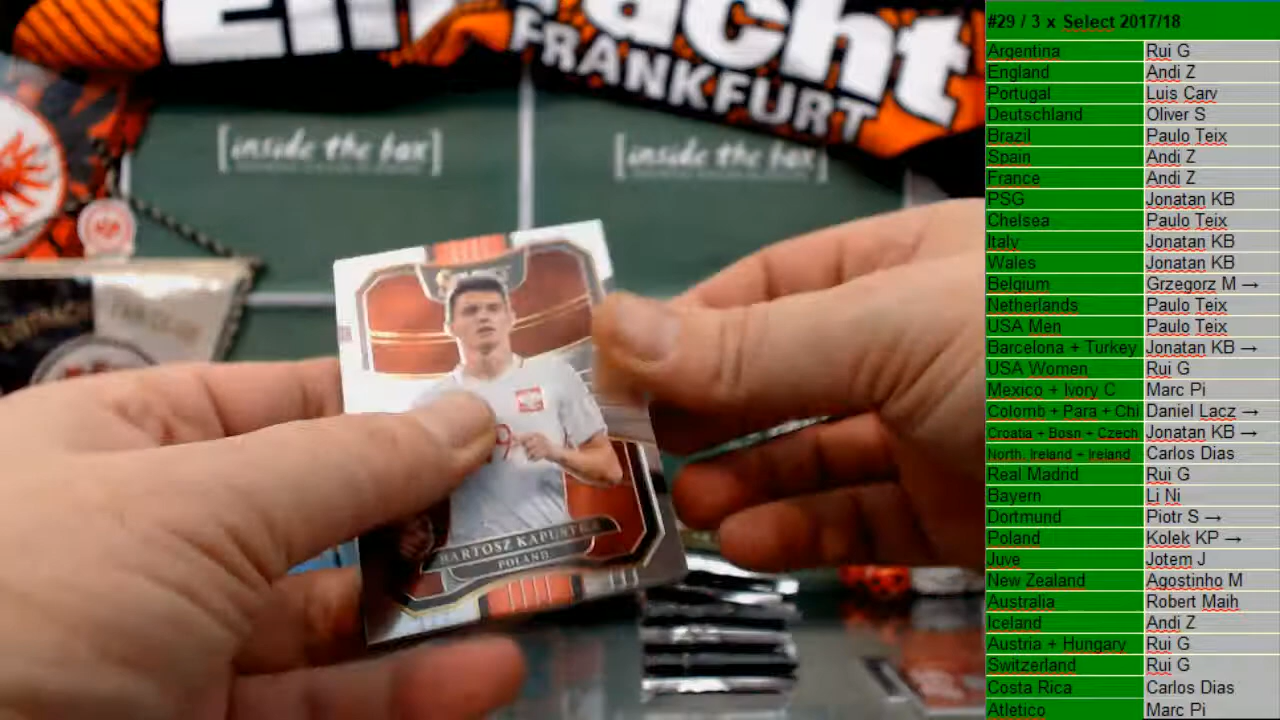 Eintracht
FRANKFURT
[inside the box]
[inside the box]
BARTOSZ KAPUSTKA
POLAND
#29 / 3 x Select 2017/18
Argentina Rui G
England Andi Z
Portugal Luis Carv
Deutschland Oliver S
Brazil Paulo Teix
Spain Andi Z
France Andi Z
PSG Jonatan KB
Chelsea Paulo Teix
Italy Jonatan KB
Wales Jonatan KB
Belgium Grzegorz M →
Netherlands Paulo Teix
USA Men Paulo Teix
Barcelona + Turkey Jonatan KB →
USA Women Rui G
Mexico + Ivory C Marc Pi
Colomb + Para + Chi Daniel Lacz →
Croatia + Bosn + Czech Jonatan KB →
North. Ireland + Ireland Carlos Dias
Real Madrid Rui G
Bayern Li Ni
Dortmund Piotr S →
Poland Kolek KP →
Juve Jotem J
New Zealand Agostinho M
Australia Robert Maih
Iceland Andi Z
Austria + Hungary Rui G
Switzerland Rui G
Costa Rica Carlos Dias
Atletico Marc Pi